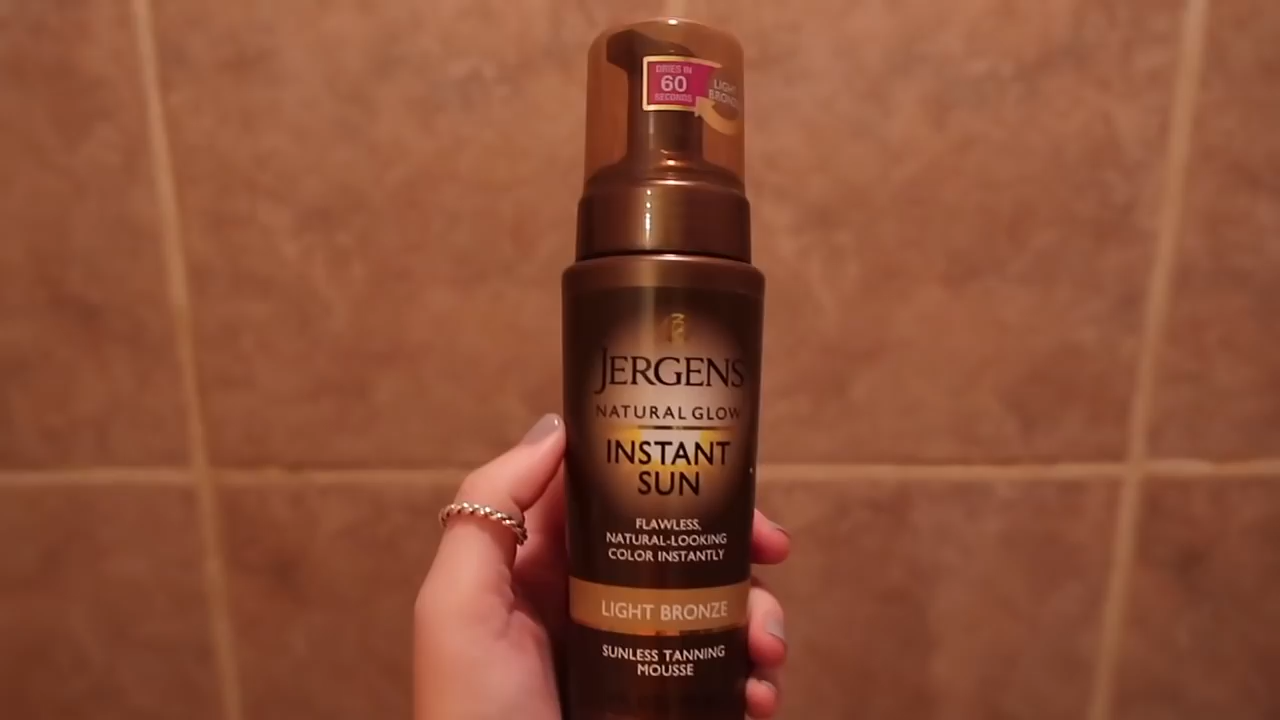 DRIES IN
60
SECONDS
LIGHT
BRONZE
JERGENS
NATURAL GLOW
INSTANT
SUN
FLAWLESS,
NATURAL-LOOKING
COLOR INSTANTLY
LIGHT BRONZE
SUNLESS TANNING
MOUSSE